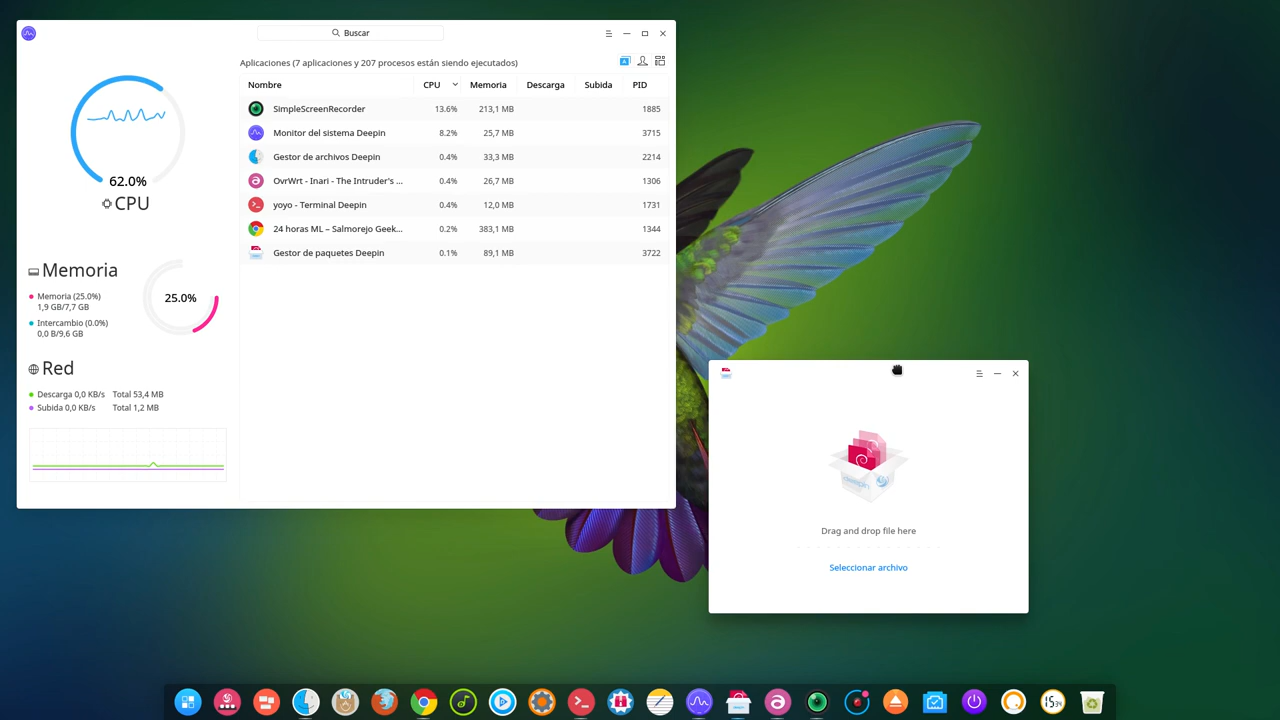 Buscar
Aplicaciones (7 aplicaciones y 207 procesos están siendo ejecutados)
Nombre CPU Memoria Descarga Subida PID
SimpleScreenRecorder 13.6% 213,1 MB 1885
Monitor del sistema Deepin 8.2% 25,7 MB 3715
Gestor de archivos Deepin 0.4% 33,3 MB 2214
OvrWrt - Inari - The Intruder's ... 0.4% 26,7 MB 1306
yoyo - Terminal Deepin 0.4% 12,0 MB 1731
24 horas ML – Salmorejo Geek... 0.2% 383,1 MB 1344
Gestor de paquetes Deepin 0.1% 89,1 MB 3722
62.0%
CPU
Memoria
Memoria (25.0%)
1,9 GB/7,7 GB
25.0%
Intercambio (0.0%)
0,0 B/9,6 GB
Red
Descarga 0,0 KB/s Total 53,4 MB
Subida 0,0 KB/s Total 1,2 MB
deepin
Drag and drop file here
Seleccionar archivo